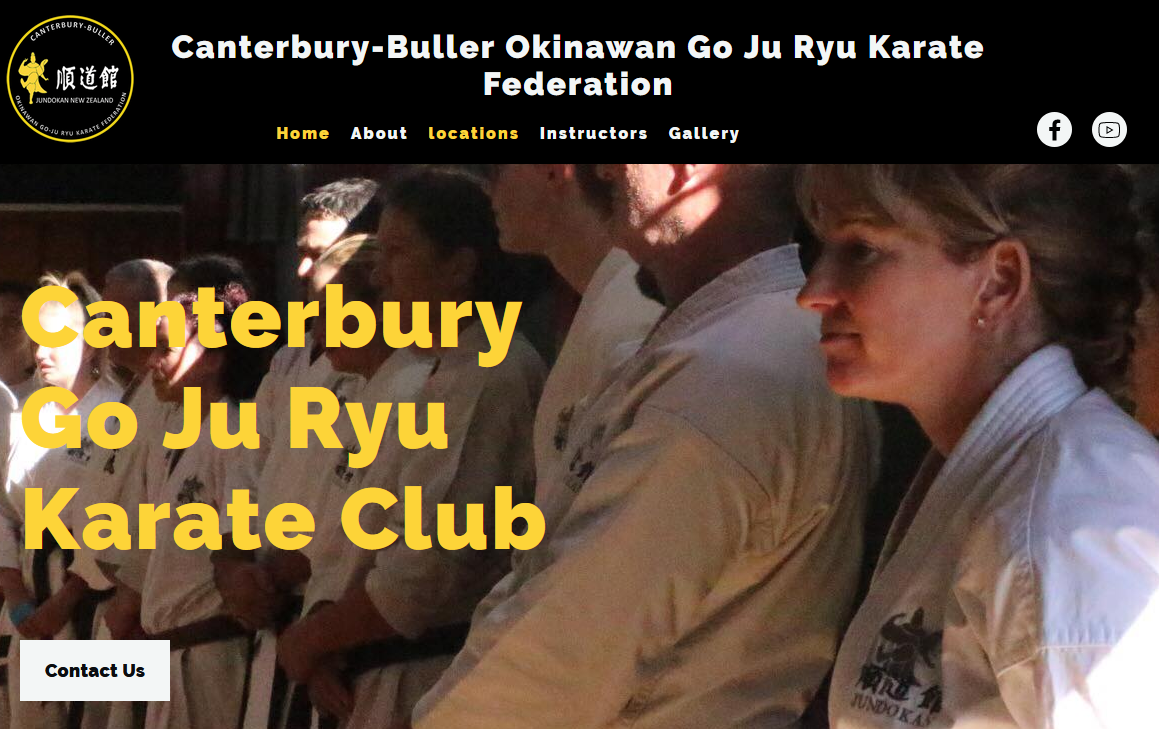 CANTERBURY-BULLER
順道館
JUNDOKAN NEW ZEALAND
OKINAWAN GO-JU RYU KARATE FEDERATION
Canterbury-Buller Okinawan Go Ju Ryu Karate
Federation
Home About locations Instructors Gallery
Canterbury
Go Ju Ryu
Karate Club
Contact Us
順道館
JUNDOKAN